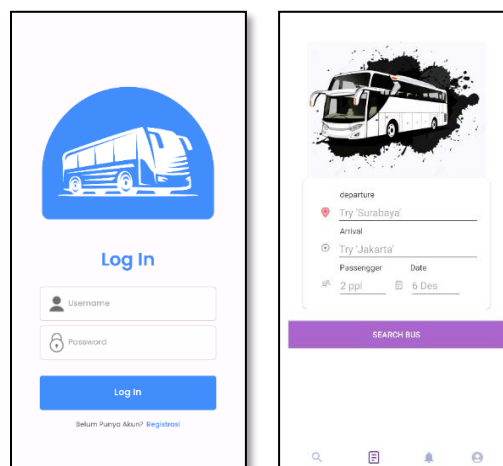 Log In
Username
Password
Log In
Belum Punya Akun? Registrasi
departure
Try 'Surabaya'
Arrival
Try 'Jakarta'
Passengger Date
2 ppl 6 Des
SEARCH BUS